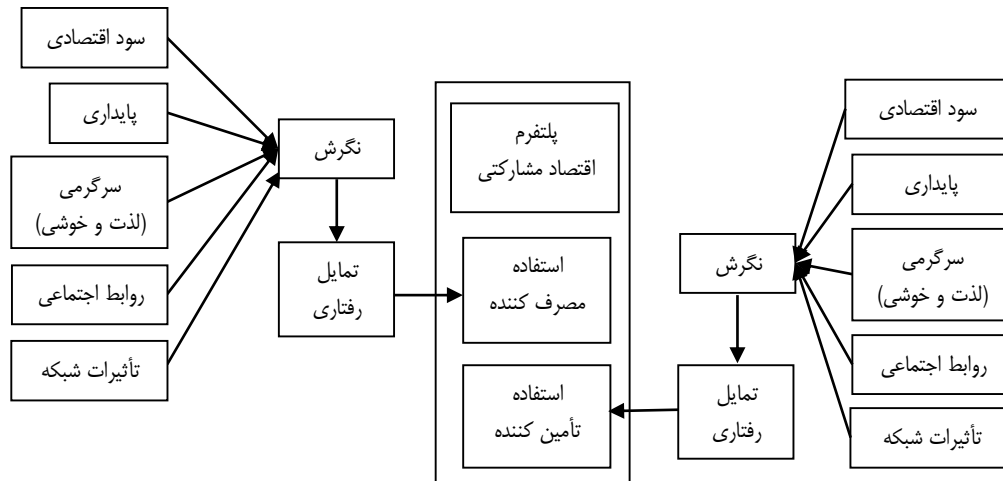 سود اقتصادی
پایداری
سرگرمی
(لذت و خوشی)
روابط اجتماعی
تأثیرات شبکه
نگرش
تمایل
رفتاری
پلتفرم
اقتصاد مشارکتی
استفاده
مصرف کننده
استفاده
تأمین کننده
نگرش
تمایل
رفتاری
سود اقتصادی
پایداری
سرگرمی
(لذت و خوشی)
روابط اجتماعی
تأثیرات شبکه